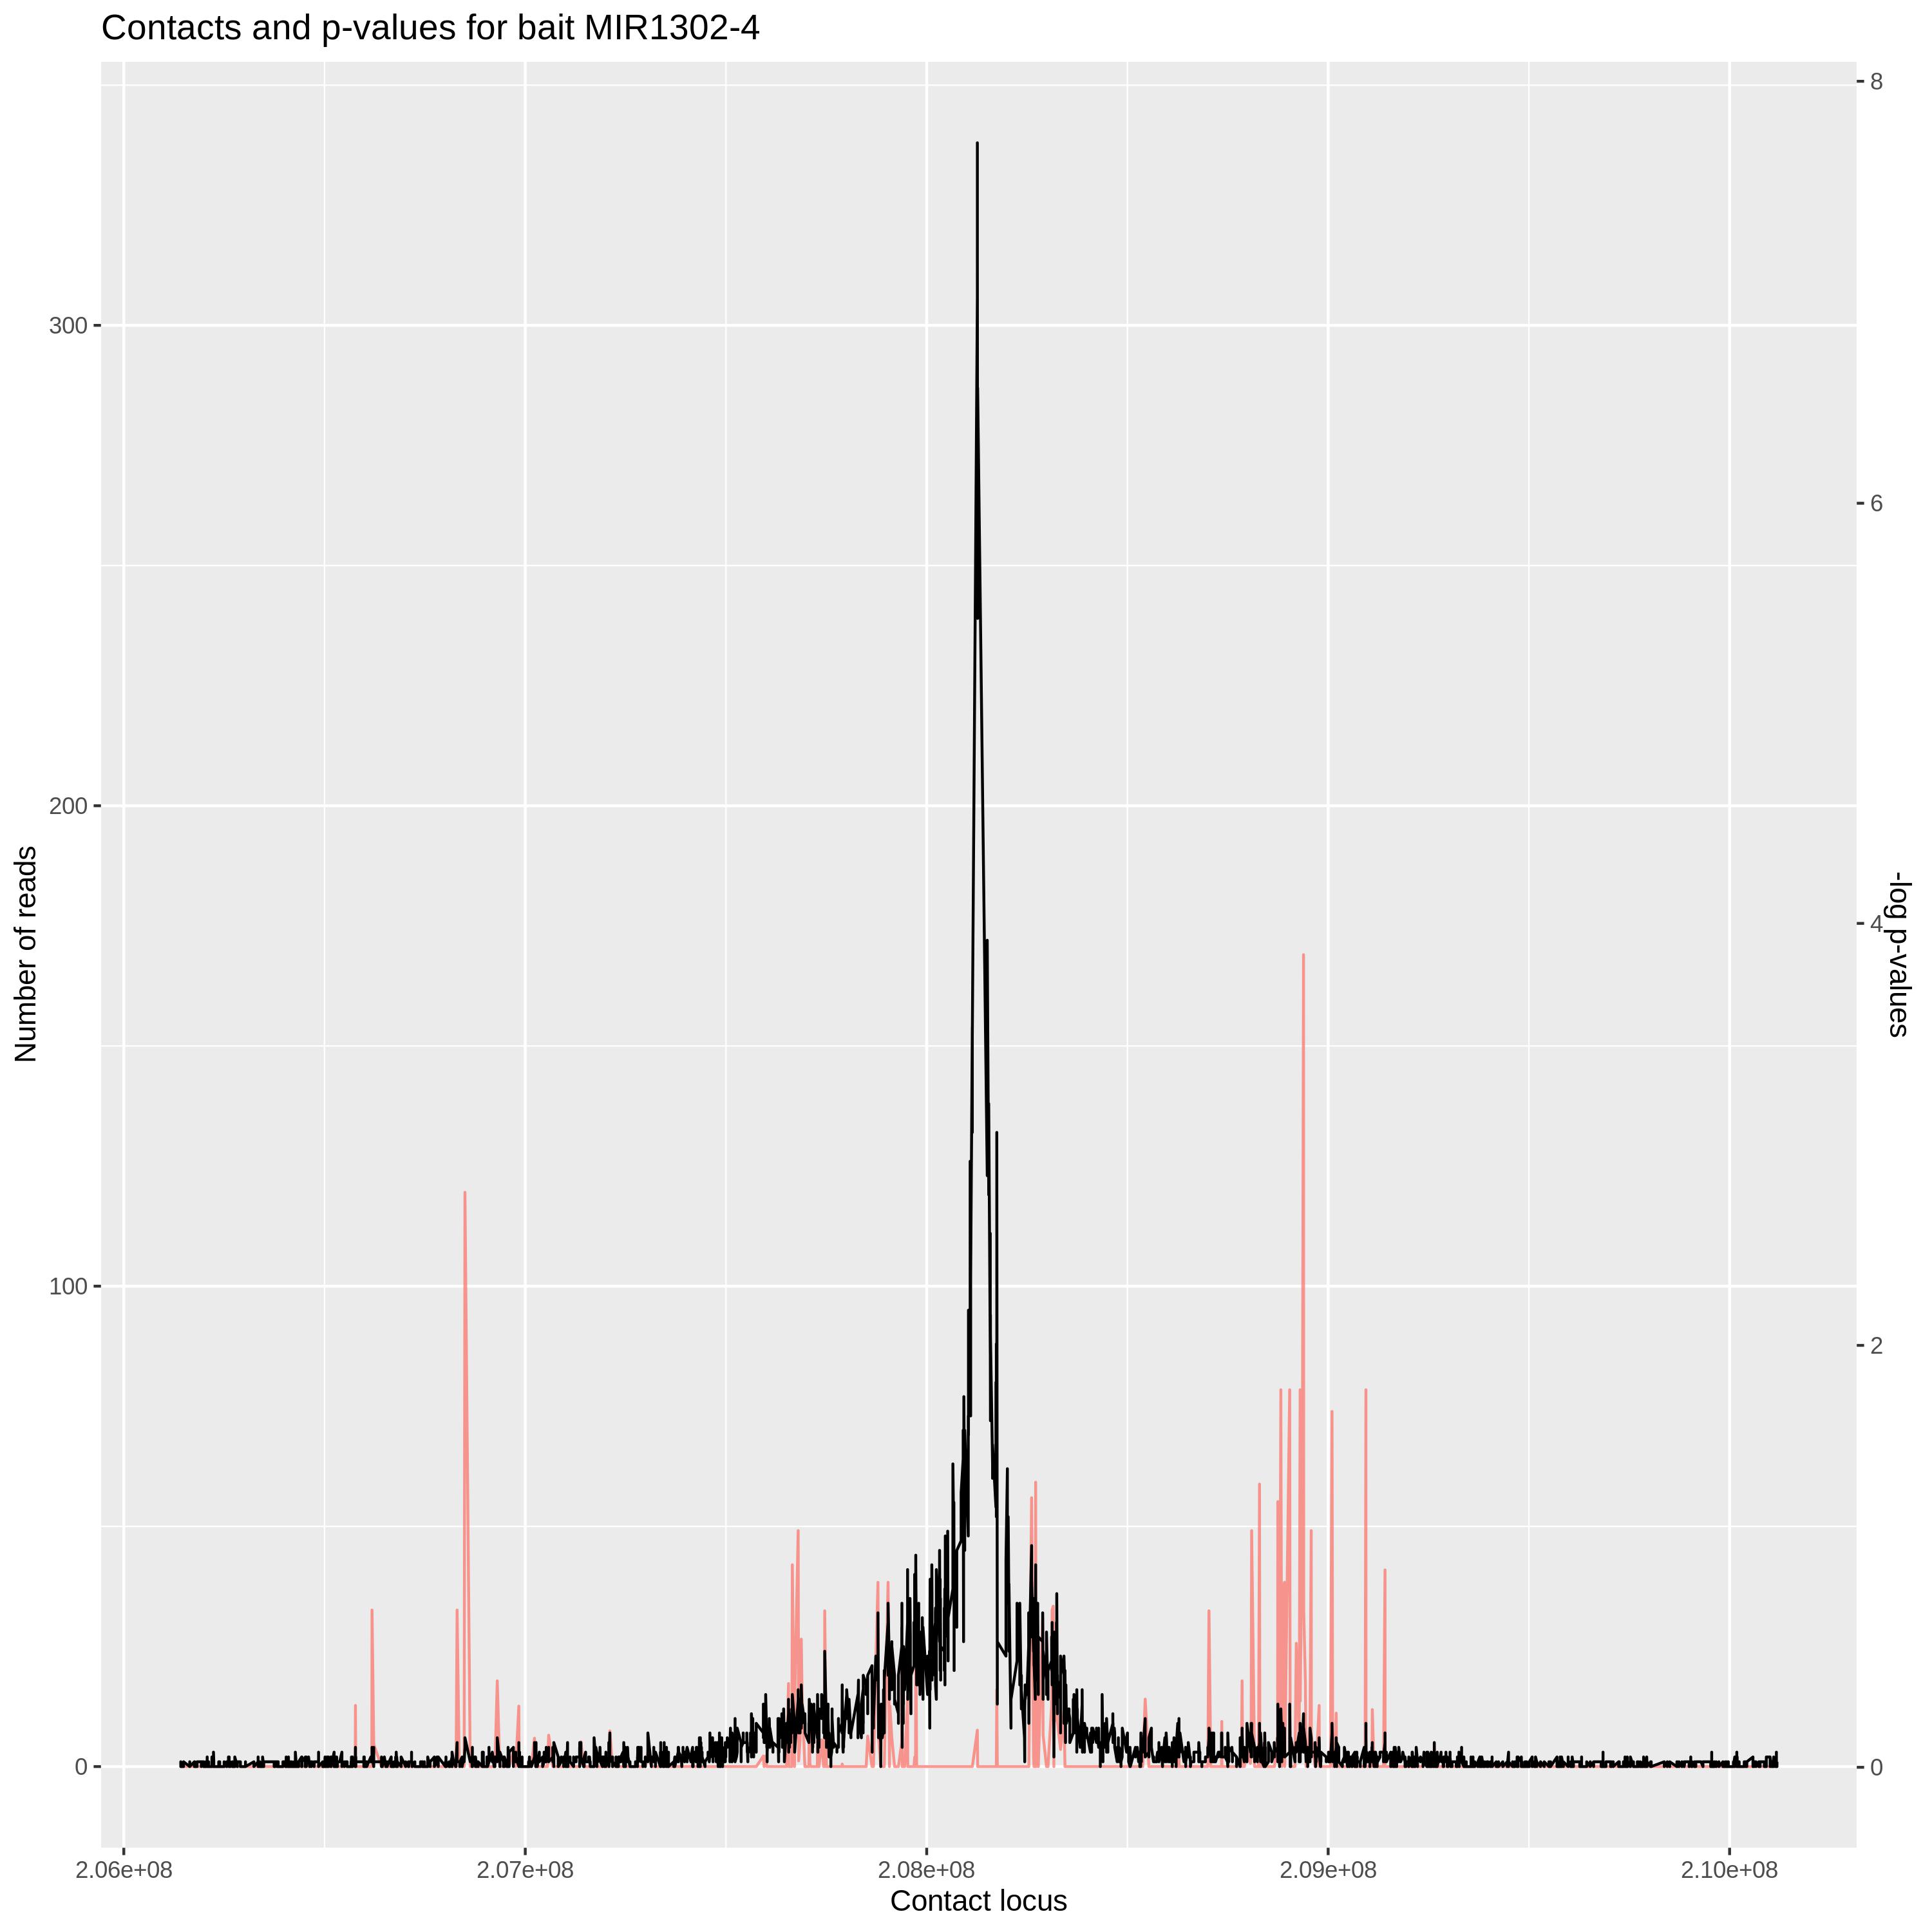 Contacts and p-values for bait MIR1302-4
Number of reads
300
200
100
0
8
6
4
2
0
-log p-values
2.06e+08
2.07e+08
2.08e+08
2.09e+08
2.10e+08
Contact locus